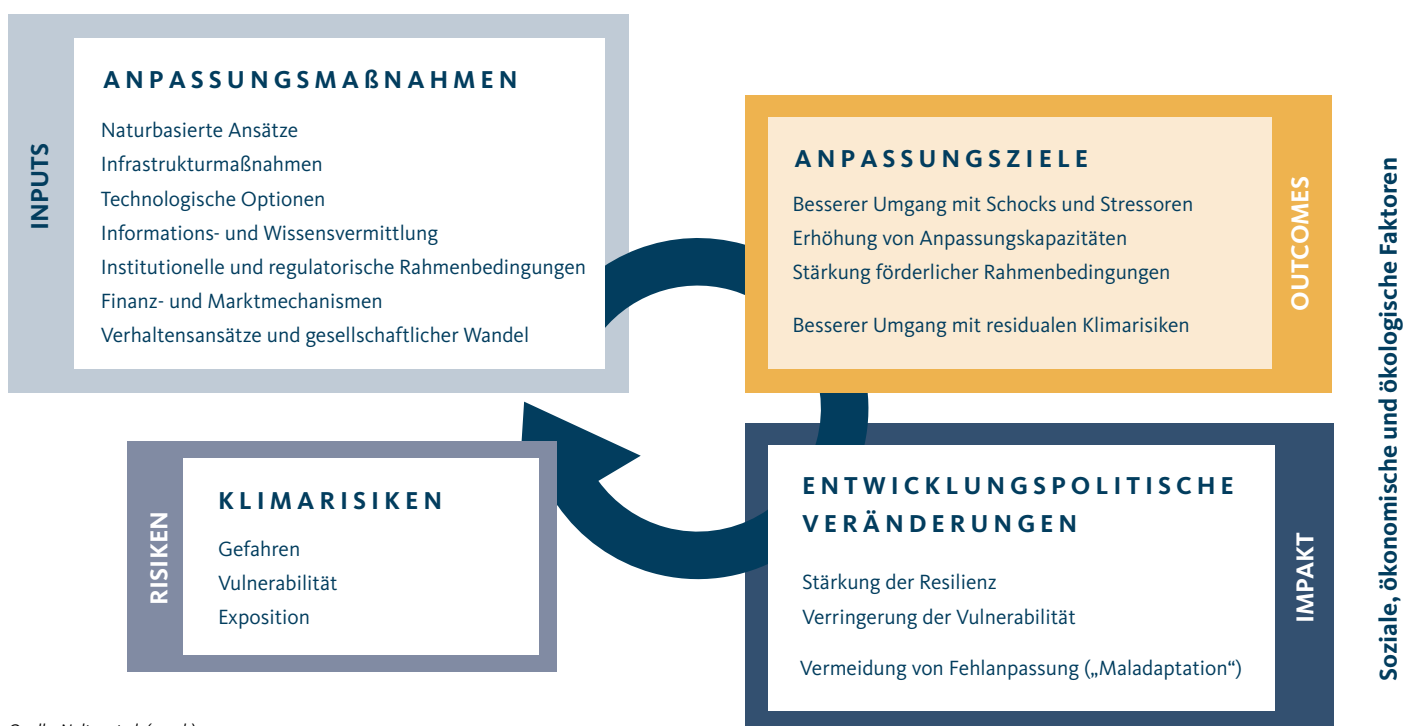 INPUTS
ANPASSUNGSMAẞNAHMEN
Naturbasierte Ansätze
Infrastrukturmaßnahmen
Technologische Optionen
Informations- und Wissensvermittlung
Institutionelle und regulatorische Rahmenbedingungen
Finanz- und Marktmechanismen
Verhaltensansätze und gesellschaftlicher Wandel
ANPASSUNGSZIELE
Besserer Umgang mit Schocks und Stressoren
Erhöhung von Anpassungskapazitäten
Stärkung förderlicher Rahmenbedingungen
Besserer Umgang mit residualen Klimarisiken
OUTCOMES
RISIKEN
KLIMARISIKEN
Gefahren
Vulnerabilität
Exposition
ENTWICKLUNGSPOLITISCHE
VERÄNDERUNGEN
Stärkung der Resilienz
Verringerung der Vulnerabilität
Vermeidung von Fehlanpassung („Maladaptation“)
IMPAKT
Soziale, ökonomische und ökologische Faktoren